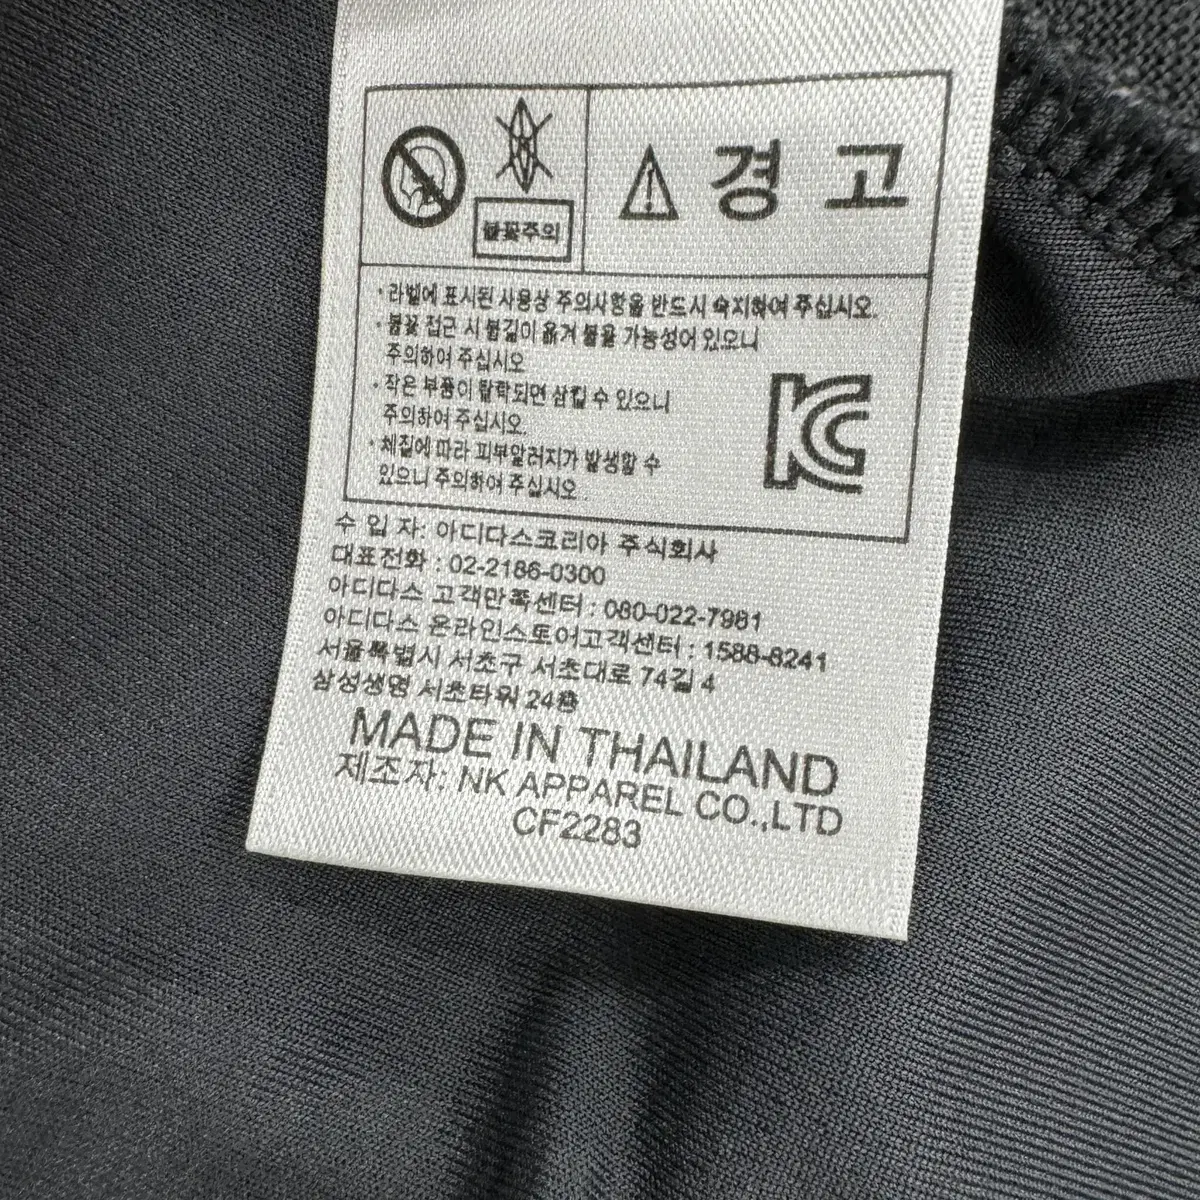 불꽃주의
경 고
· 라벨에 표시된 사용상 주의사항을 반드시 숙지하여 주십시오.
· 불꽃 접근 시 불길이 옮겨 붙을 가능성이 있으니
주의하여 주십시오
· 작은 부품이 탈락되면 삼킬 수 있으니
주의하여 주십시오.
· 체질에 따라 피부알러지가 발생할 수
있으니 주의하여 주십시오
수 입 자: 아디다스코리아 주식회사
대표전화 : 02-2186-0300
아디다스 고객만족센터 : 080-022-7981
아디다스 온라인스토어고객센터 : 1588-8241
서울특별시 서초구 서초대로 74길 4
삼성생명 서초타워 24층
MADE IN THAILAND
제조자: NK APPAREL CO.,LTD
CF2283